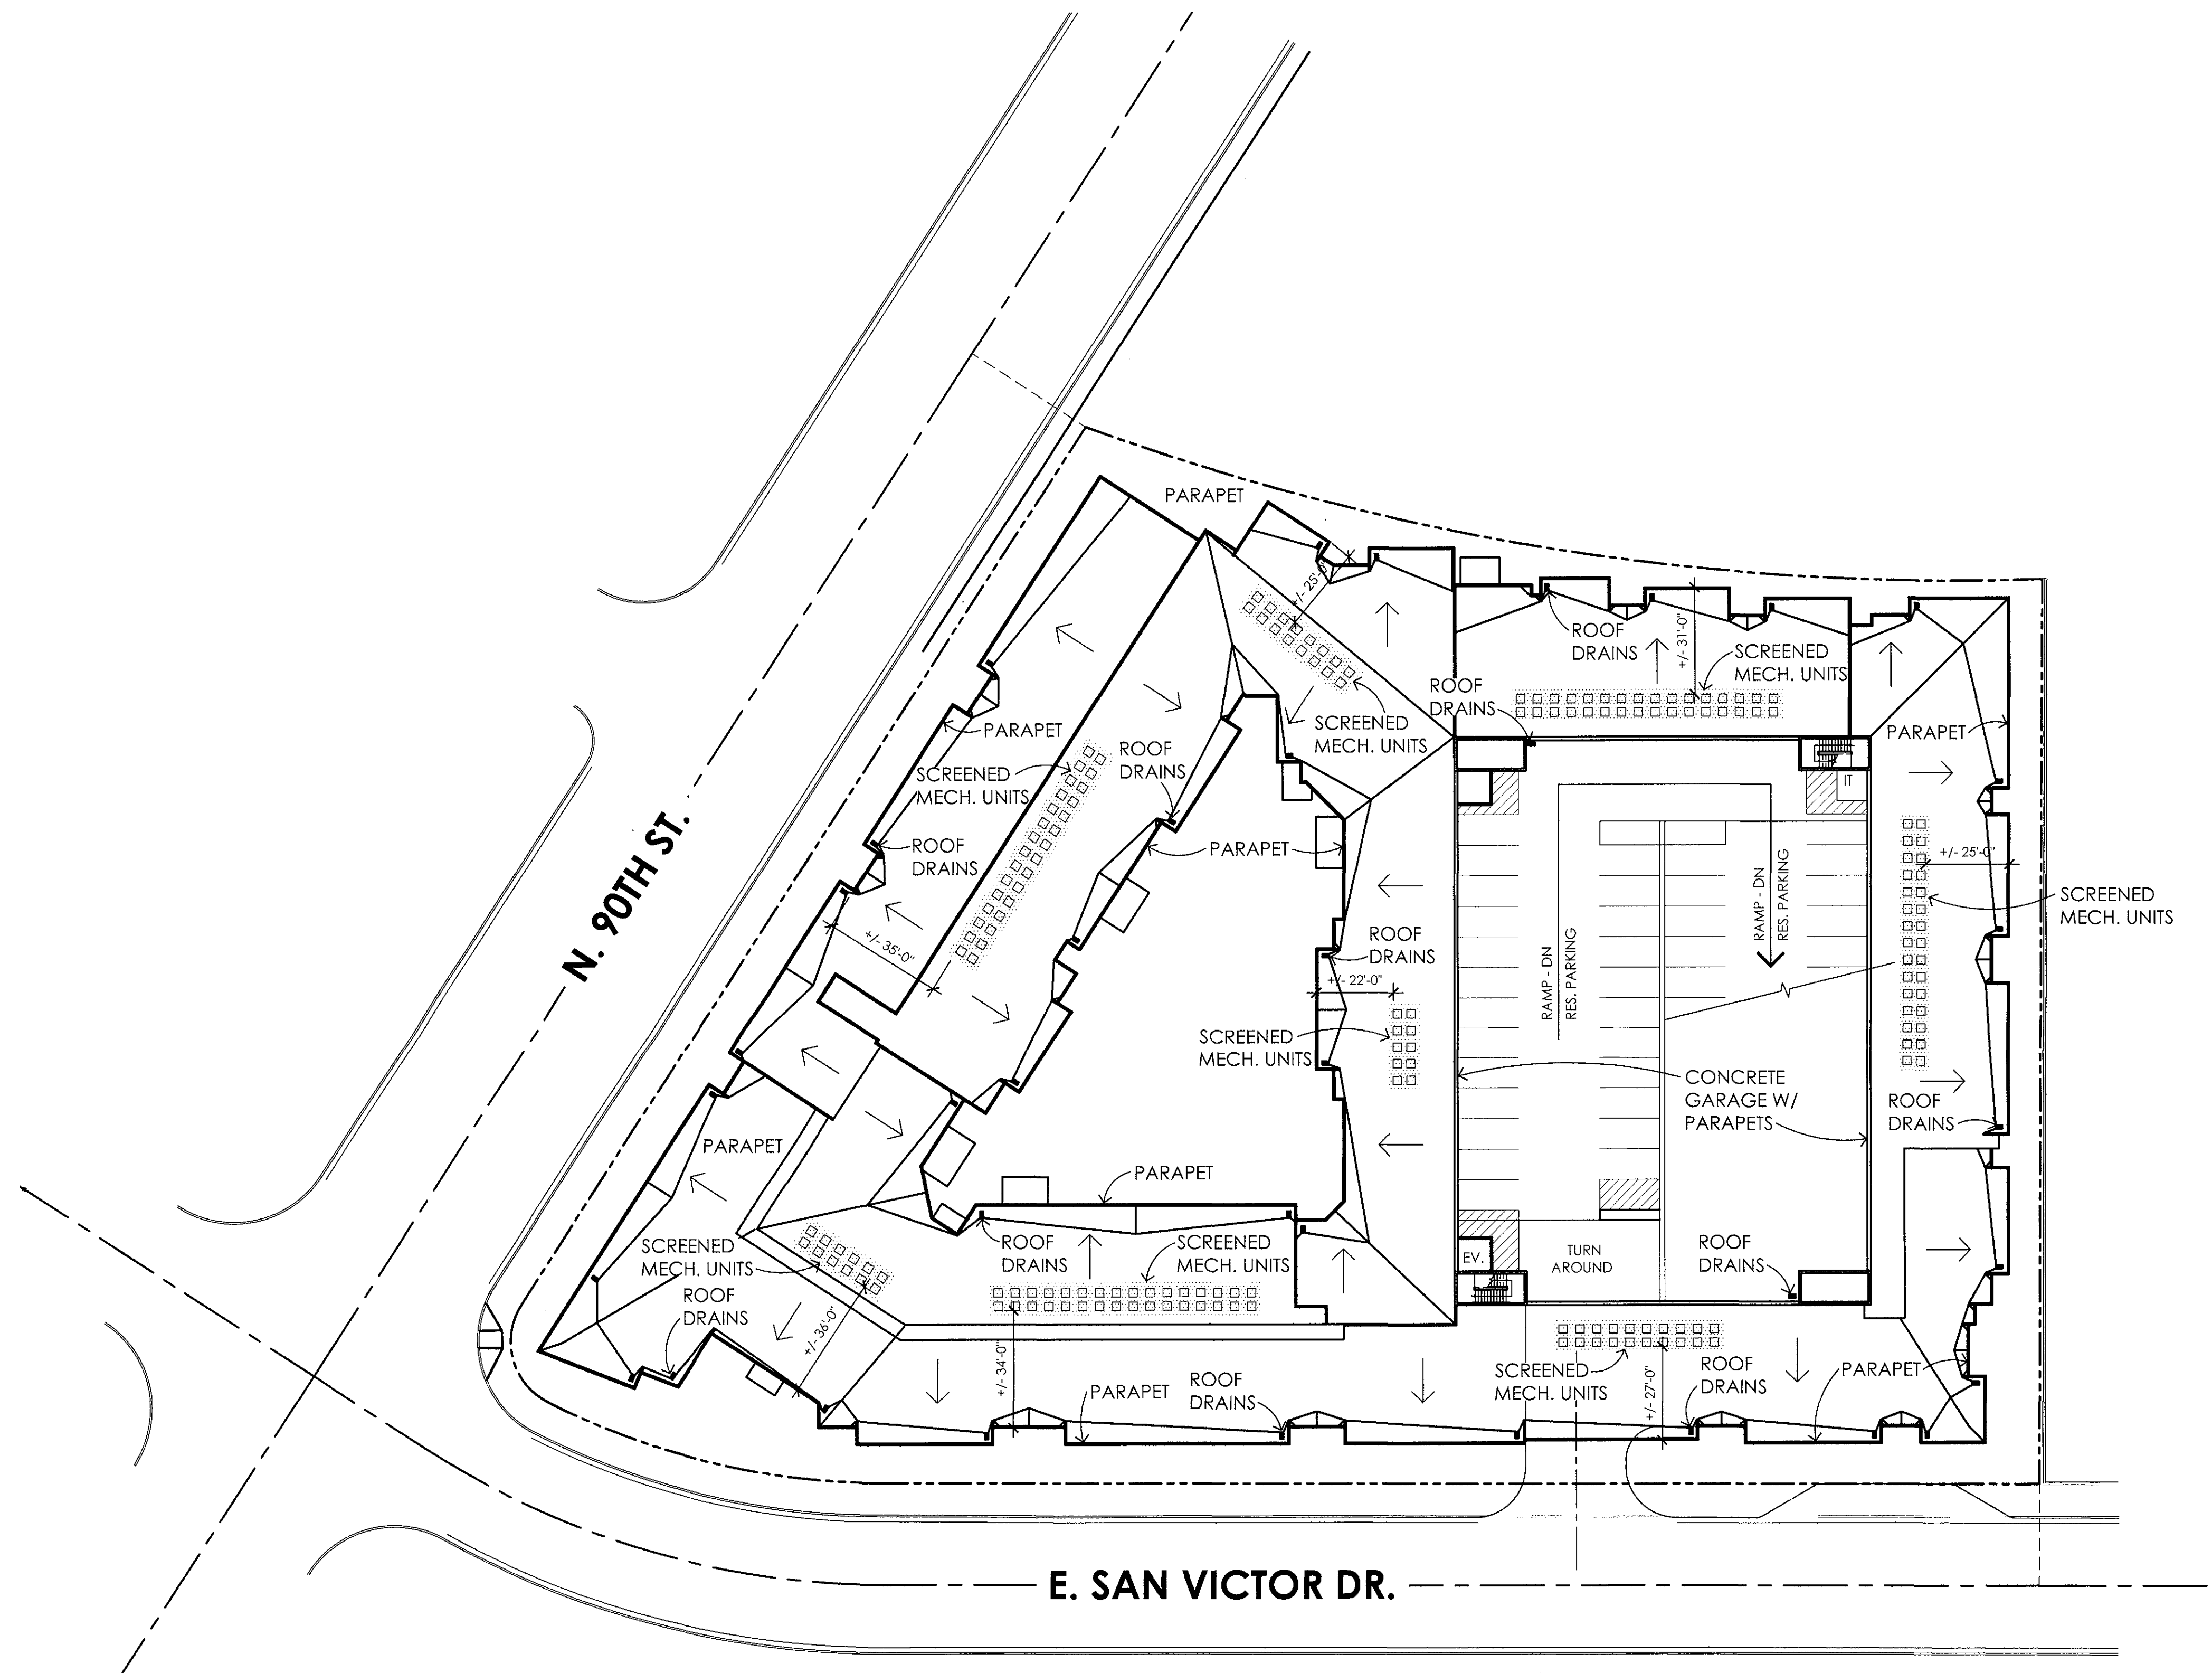 PARAPET
+/- 25'-0"
ROOF
DRAINS
+/- 31'-0"
SCREENED
MECH. UNITS
ROOF
DRAINS
SCREENED
MECH. UNITS
PARAPET
PARAPET
ROOF
DRAINS
SCREENED
MECH. UNITS
IT
N. 90TH ST.
ROOF
DRAINS
PARAPET
RAMP - DN
RES. PARKING
+/- 25'-0"
SCREENED
MECH. UNITS
+/- 35'-0"
ROOF
DRAINS
+/- 22'-0"
RAMP - DN
RES. PARKING
SCREENED
MECH. UNITS
CONCRETE
GARAGE W/
PARAPETS
ROOF
DRAINS
PARAPET
PARAPET
SCREENED
MECH. UNITS
ROOF
DRAINS
ROOF
DRAINS
SCREENED
MECH. UNITS
EV.
TURN
AROUND
ROOF
DRAINS
+/- 36'-0"
+/- 34'-0"
PARAPET
ROOF
DRAINS
SCREENED
MECH. UNITS
+/- 27'-0"
ROOF
DRAINS
PARAPET
E. SAN VICTOR DR.